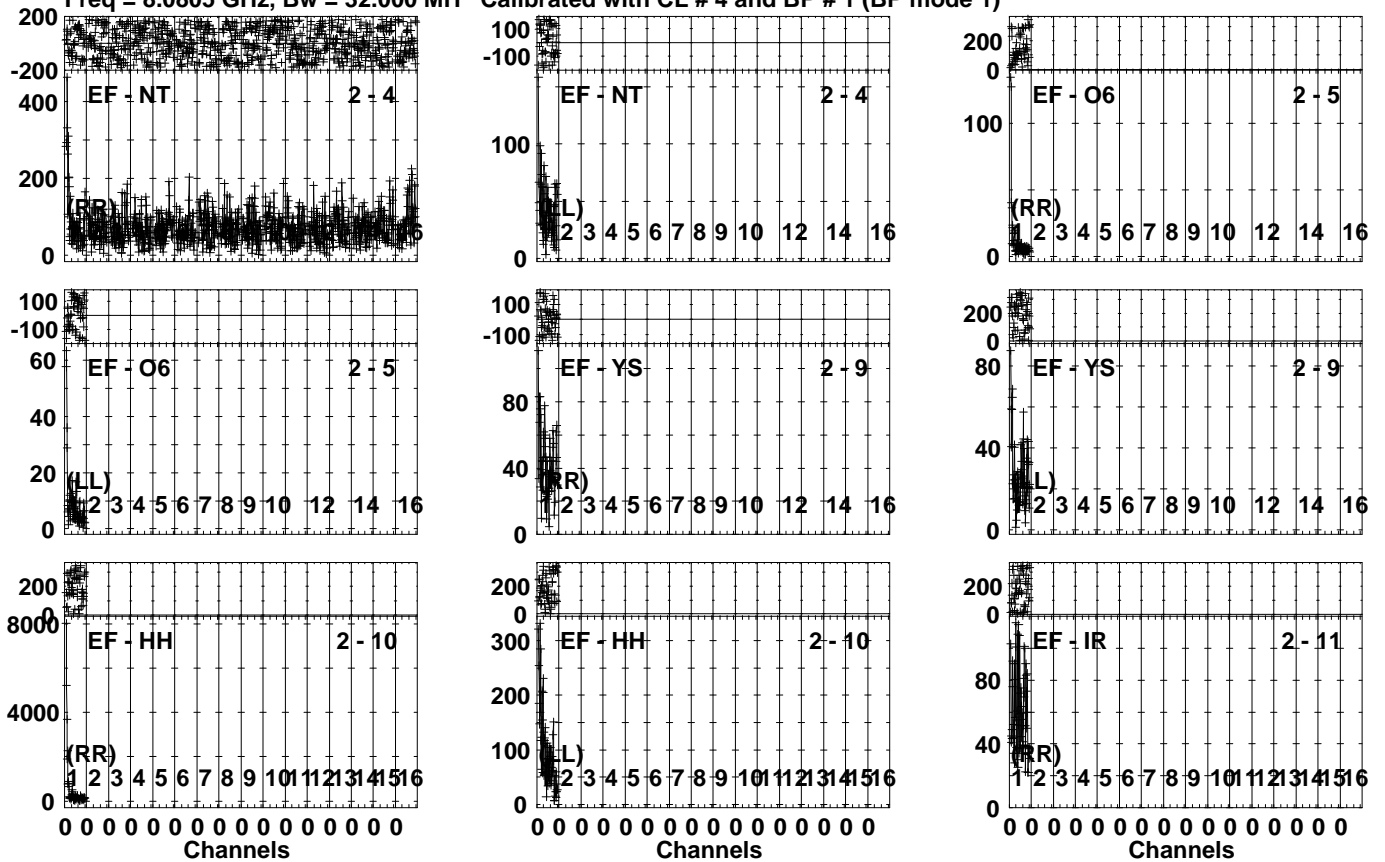 Freq = 8.0805 GHz, Bw = 32.000 MH Calibrated with CL # 4 and BP # 1 (BP mode 1)
200
-200
400
200
0
EF - NT 2 - 4
(RR)
16
100
-100
100
0
EF - NT 2 - 4
(LL)
2 3 4 5 6 7 8 9 10 12 14 16
200
0
100
0
EF - O6 2 - 5
(RR)
1 2 3 4 5 6 7 8 9 10 12 14 16
100
-100
60
40
20
0
EF - O6 2 - 5
(LL)
2 3 4 5 6 7 8 9 10 12 14 16
100
-100
80
40
0
EF - YS 2 - 9
(RR)
2 3 4 5 6 7 8 9 10 12 14 16
200
0
80
40
0
EF - YS 2 - 9
L)
2 3 4 5 6 7 8 9 10 12 14 16
200
0
8000
4000
0
EF - HH 2 - 10
(RR)
1 2 3 4 5 6 7 8 9 10 11 12 13 14 15 16
0 0 0 0 0 0 0 0 0 0 0 0 0 0 0 0
Channels
200
0
300
200
100
0
EF - HH 2 - 10
(LL)
2 3 4 5 6 7 8 9 10 11 12 13 14 15 16
0 0 0 0 0 0 0 0 0 0 0 0 0 0 0 0
Channels
200
0
80
40
0
EF - IR 2 - 11
(RR)
1 2 3 4 5 6 7 8 9 10 11 12 13 14 15 16
0 0 0 0 0 0 0 0 0 0 0 0 0 0 0 0
Channels